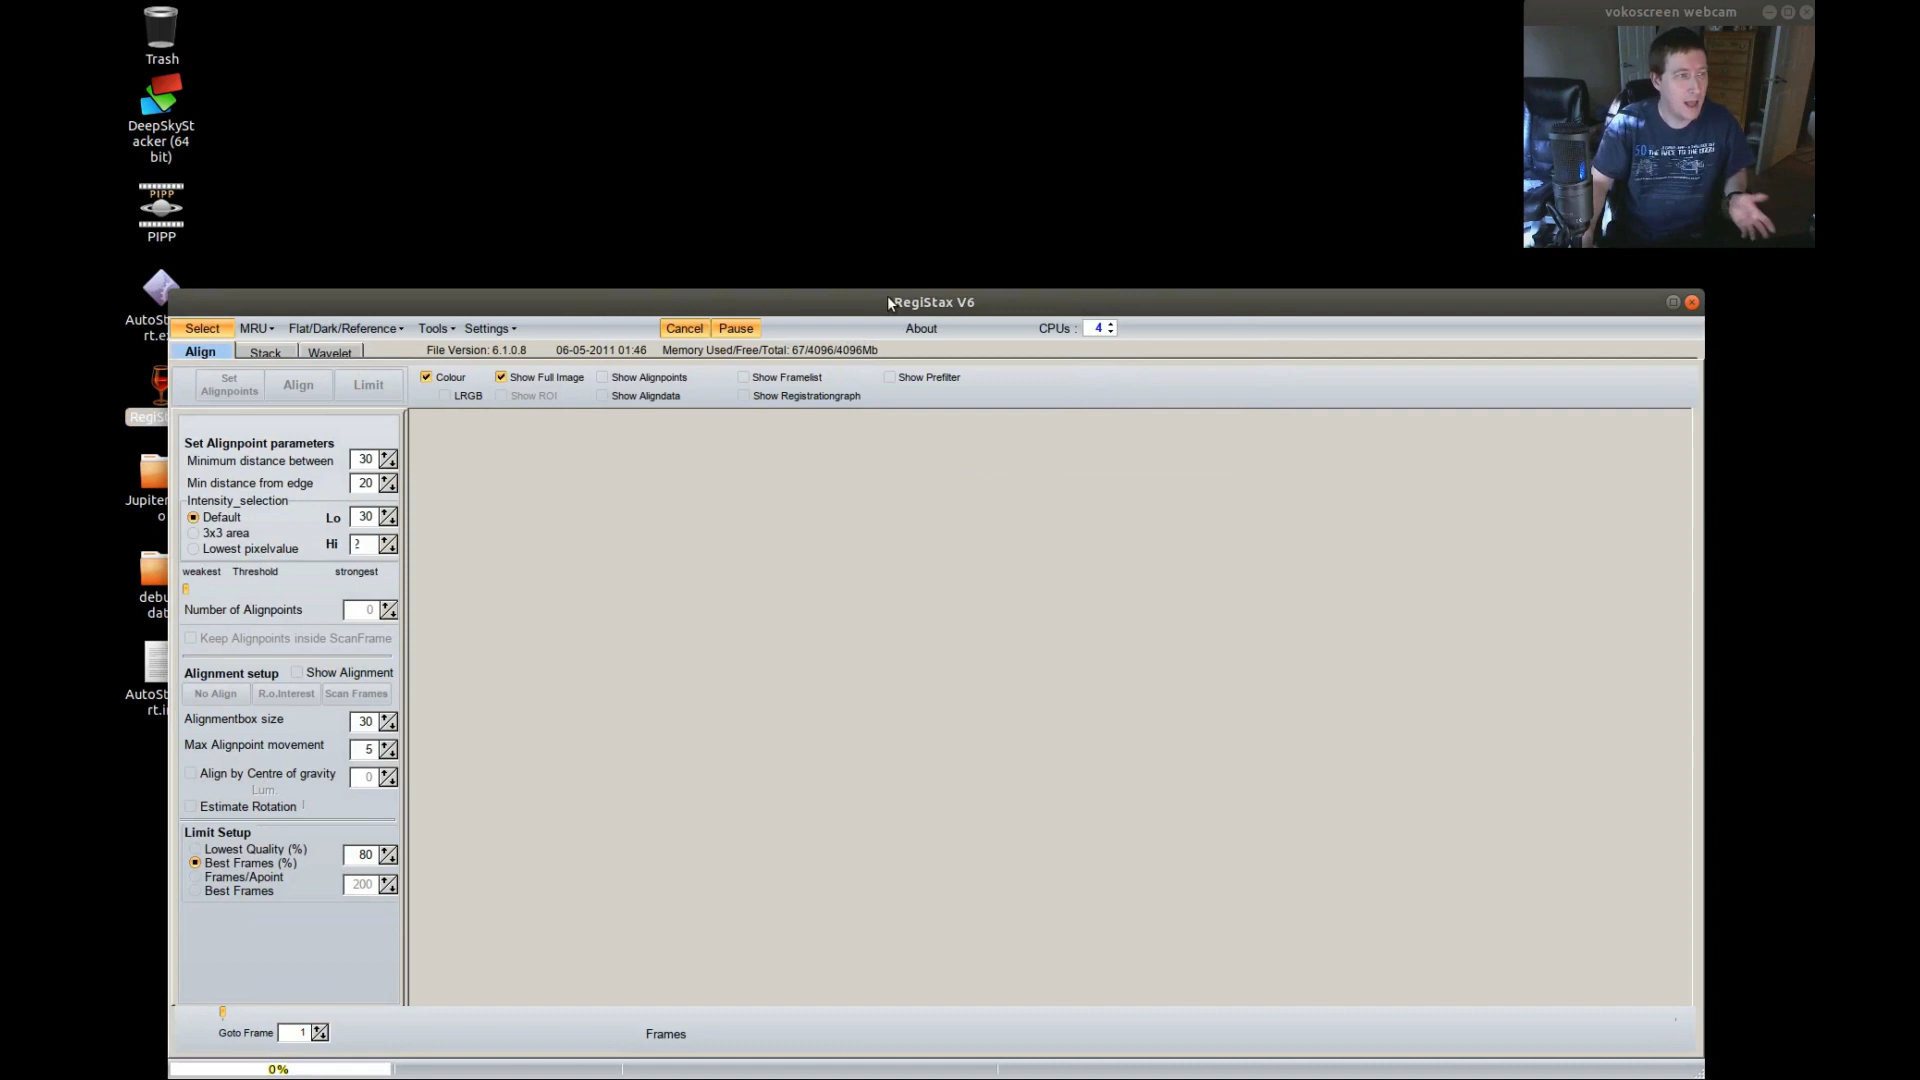 vokoscreen webcam
Trash
DeepSkySt
acker (64
bit)
PIPP
PIPP
AutoSt
rt.e
RegiSt
Jupiter
o
debu
dat
AutoSt
rt.i
RegiStax V6
Select MRU Flat/Dark/Reference Tools Settings Cancel Pause About CPUs : 4
Align Stack Wavelet File Version: 6.1.0.8 06-05-2011 01:46 Memory Used/Free/Total: 67/4096/4096Mb
Set
Alignpoints Align Limit
Colour Show Full Image Show Alignpoints Show Framelist Show Prefilter
LRGB Show ROI Show Aligndata Show Registrationgraph
Set Alignpoint parameters
Minimum distance between 30
Min distance from edge 20
Intensity_selection
Default Lo 30
3x3 area
Lowest pixelvalue Hi
weakest Threshold strongest
Number of Alignpoints 0
Keep Alignpoints inside ScanFrame
Alignment setup Show Alignment
No Align R.o.Interest Scan Frames
Alignmentbox size 30
Max Alignpoint movement 5
Align by Centre of gravity 0
Lum.
Estimate Rotation
Limit Setup
Lowest Quality (%)
Best Frames (%) 80
Frames/Apoint
Best Frames 200
Goto Frame 1 Frames
0%